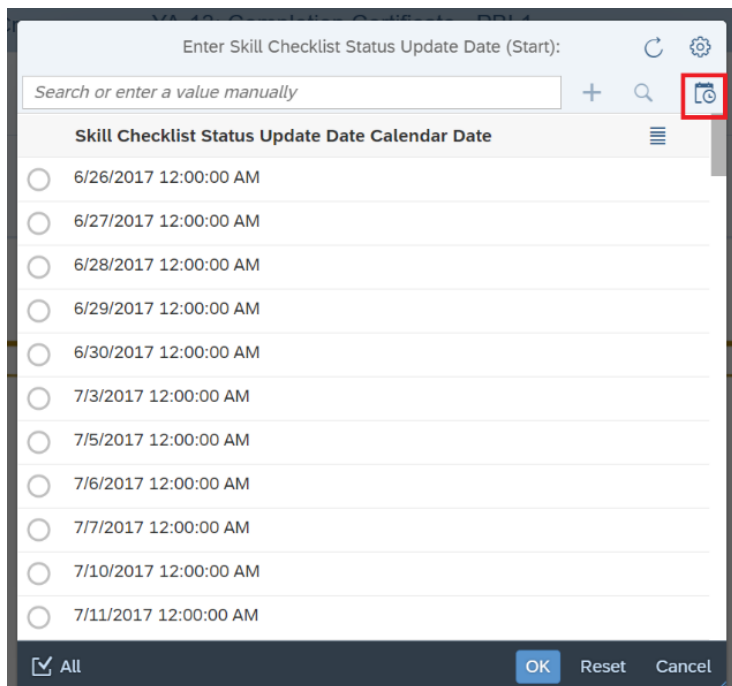 Enter Skill Checklist Status Update Date (Start):
Search or enter a value manually
Skill Checklist Status Update Date Calendar Date
6/26/2017 12:00:00 AM
6/27/2017 12:00:00 AM
6/28/2017 12:00:00 AM
6/29/2017 12:00:00 AM
6/30/2017 12:00:00 AM
7/3/2017 12:00:00 AM
7/5/2017 12:00:00 AM
7/6/2017 12:00:00 AM
7/7/2017 12:00:00 AM
7/10/2017 12:00:00 AM
7/11/2017 12:00:00 AM
All OK Reset Cancel